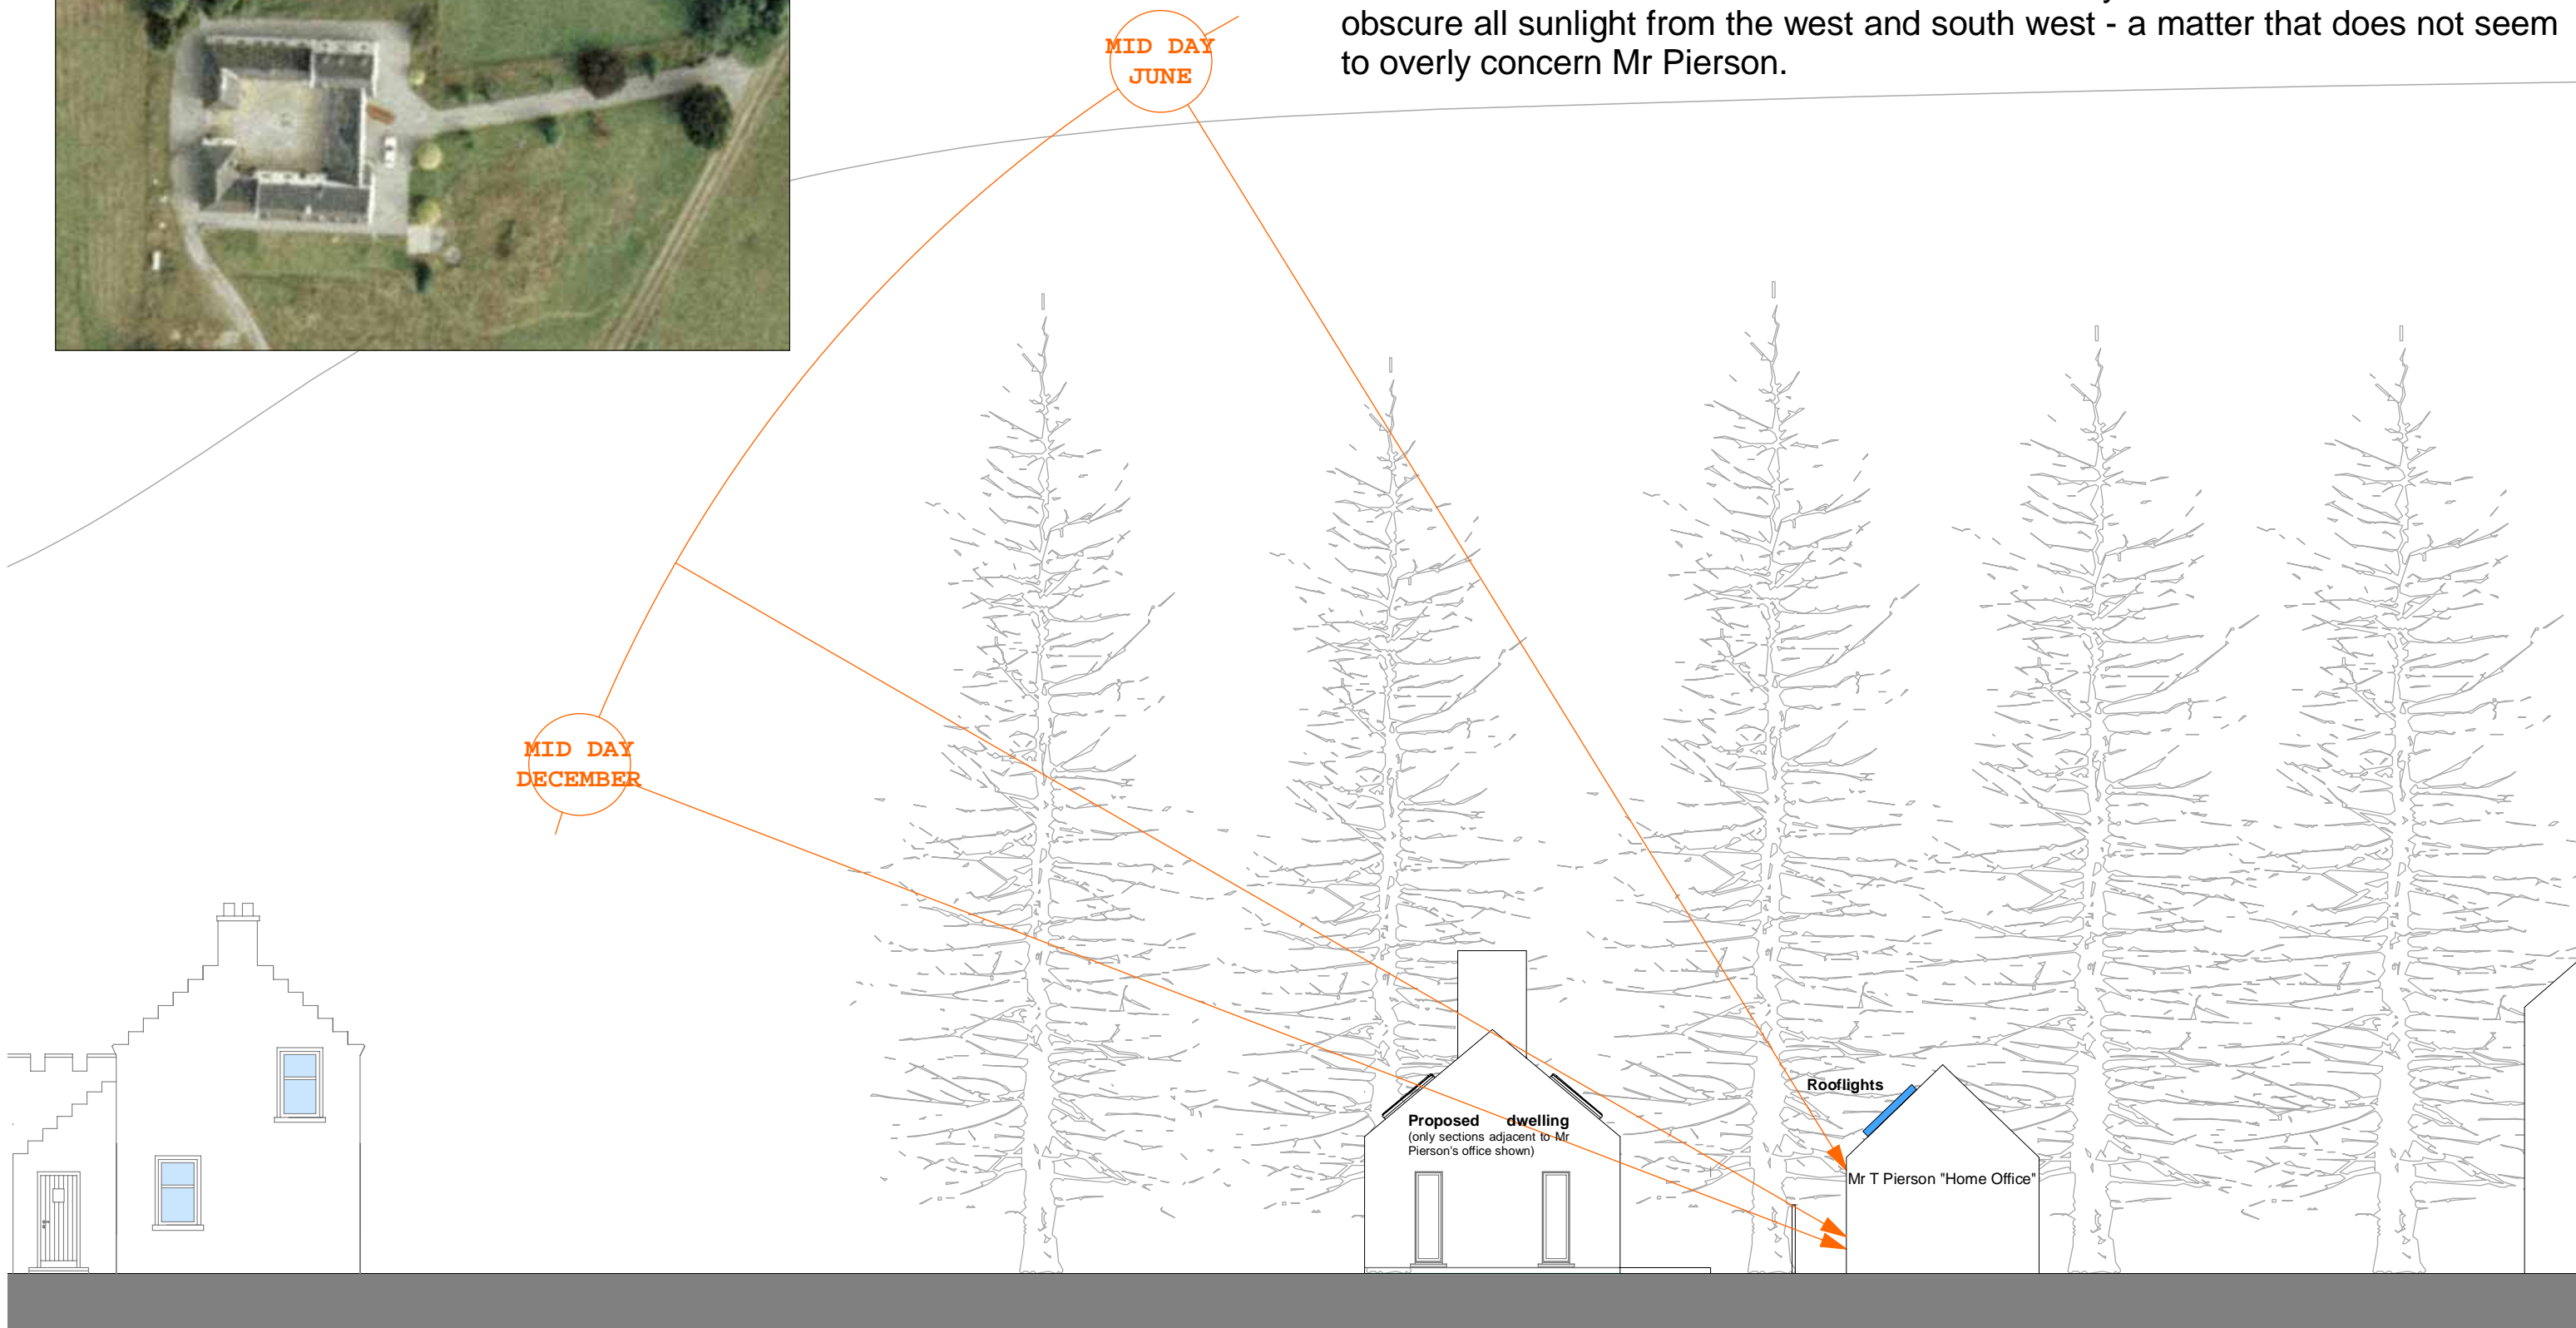 obscure all sunlight from the west and south west - a matter that does not seem
to overly concern Mr Pierson.
MID DAY
JUNE
MID DAY
DECEMBER
Rooflights
Proposed dwelling
(only sections adjacent to Mr
Pierson's office shown)
Mr T Pierson "Home Office"